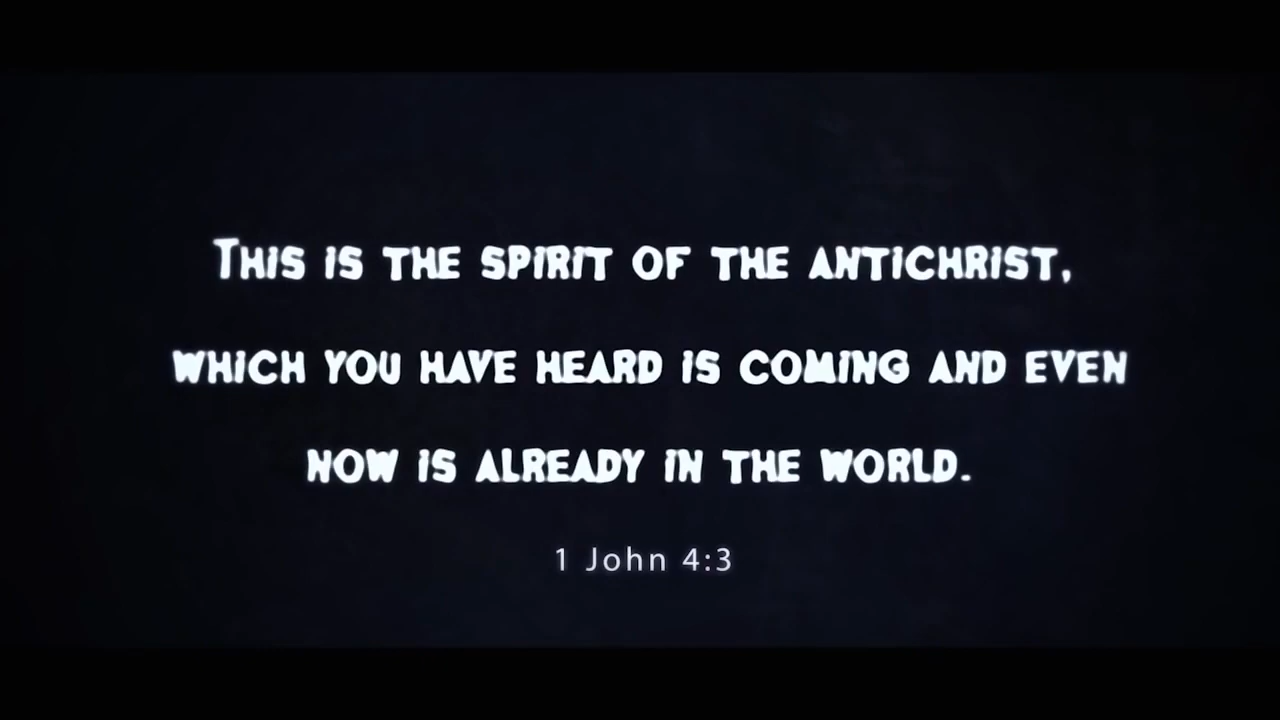 This is the spirit of the antichrist,
which you have heard is coming and even
now is already in the world.
1 John 4:3